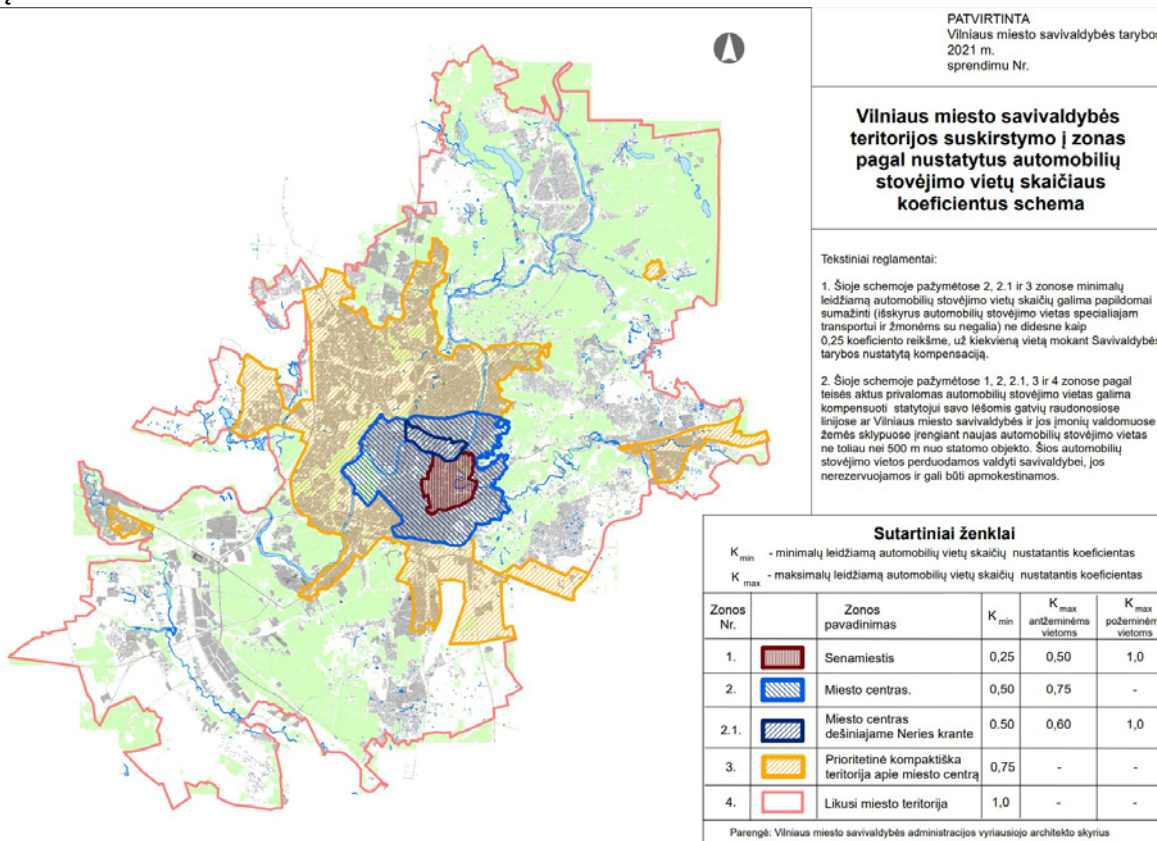 PATVIRTINTA
Vilniaus miesto savivaldybės tarybos
2021 m.
sprendimu Nr.
Vilniaus miesto savivaldybės
teritorijos suskirstymo į zonas
pagal nustatytus automobilių
stovėjimo vietų skaičiaus
koeficientus schema
Tekstiniai reglamentai:
1. Šioje schemoje pažymėtose 2, 2.1 ir 3 zonose minimalų
leidžiamą automobilių stovėjimo vietų skaičių galima papildomai
sumažinti (išskyrus automobilių stovėjimo vietas specialiajam
transportui ir žmonėms su negalia) ne didesne kaip
0,25 koeficiento reikšme, už kiekvieną vietą mokant Savivaldybės
tarybos nustatytą kompensaciją.
2. Šioje schemoje pažymėtose 1, 2, 2.1, 3 ir 4 zonose pagal
teisės aktus privalomas automobilių stovėjimo vietas galima
kompensuoti statytojui savo lėšomis gatvių raudonosiose
linijose ar Vilniaus miesto savivaldybės ir jos įmonių valdomuose
žemės sklypuose įrengiant naujas automobilių stovėjimo vietas
ne toliau nei 500 m nuo statomo objekto. Šios automobilių
stovėjimo vietos perduodamos valdyti savivaldybei, jos
nerezervuojamos ir gali būti apmokestinamos.
Sutartiniai ženklai
K min - minimalų leidžiamą automobilių vietų skaičių nustatantis koeficientas
K max - maksimalų leidžiamą automobilių vietų skaičių nustatantis koeficientas
Zonos Nr. Zonos pavadinimas K min K max antžeminėms vietoms K max požeminėms vietoms
1. Senamiestis 0,25 0,50 1,0
2. Miesto centras. 0,50 0,75 -
2.1. Miesto centras dešiniajame Neries krante 0.50 0,60 1,0
3. Prioritetinė kompaktiška teritorija apie miesto centrą 0,75 - -
4. Likusi miesto teritorija 1,0 - -
Parengė: Vilniaus miesto savivaldybės administracijos vyriausiojo architekto skyrius